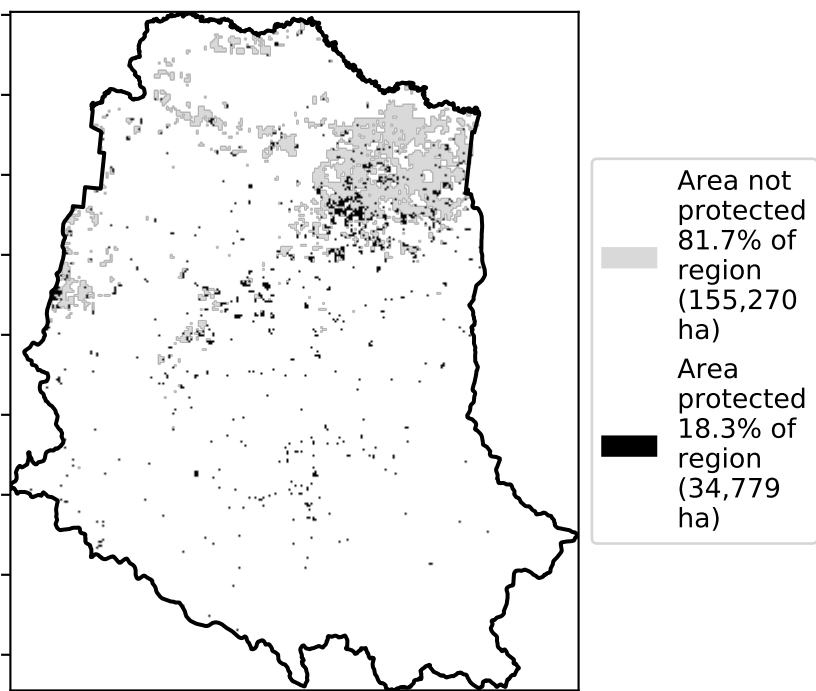 Area not
protected
81.7% of
region
(155,270
ha)
Area
protected
18.3% of
region
(34,779
ha)